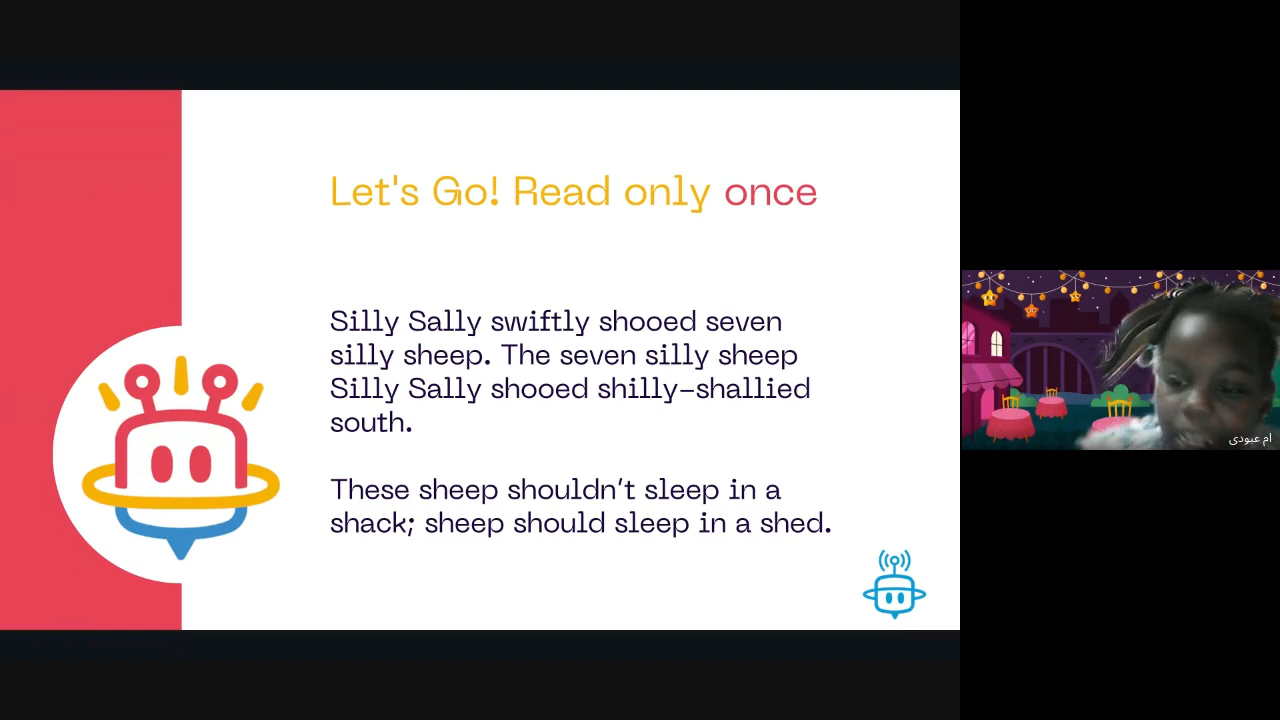 Let's Go! Read only once
Silly Sally swiftly shooed seven
silly sheep. The seven silly sheep
Silly Sally shooed shilly-shallied
south.
These sheep shouldn't sleep in a
shack; sheep should sleep in a shed.
ام عبودی